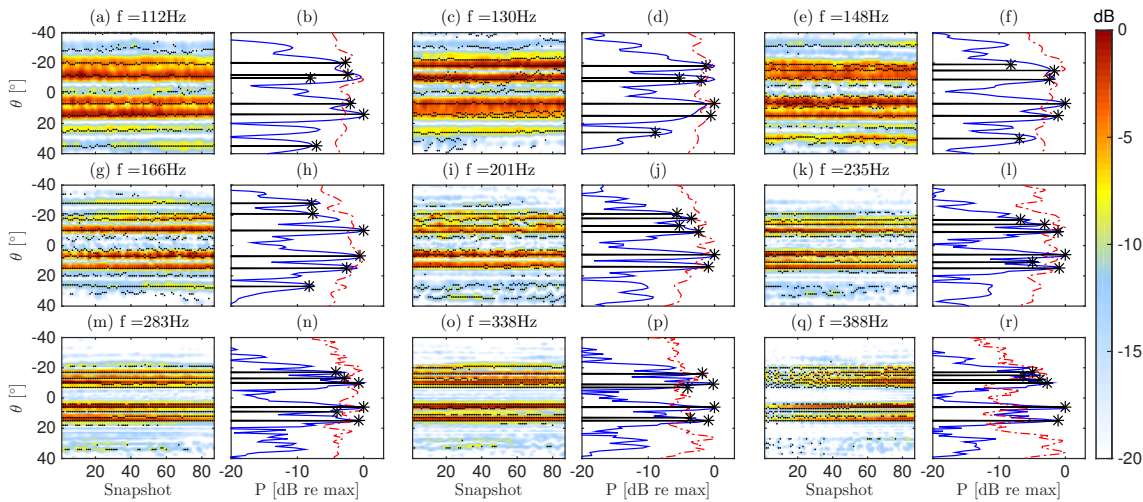 (a) f =112Hz (b) (c) f =130Hz (d) (e) f =148Hz (f) dB
-40
-20
0
20
40
θ [°]
0
-5
-10
-15
-20
(g) f =166Hz (h) (i) f =201Hz (j) (k) f =235Hz (l)
-40
-20
0
20
40
θ [°]
(m) f =283Hz (n) (o) f =338Hz (p) (q) f =388Hz (r)
-40
-20
0
20
40
θ [°]
20 40 60 80 -20 -10 0 20 40 60 80 -20 -10 0 20 40 60 80 -20 -10 0
Snapshot P [dB re max] Snapshot P [dB re max] Snapshot P [dB re max]